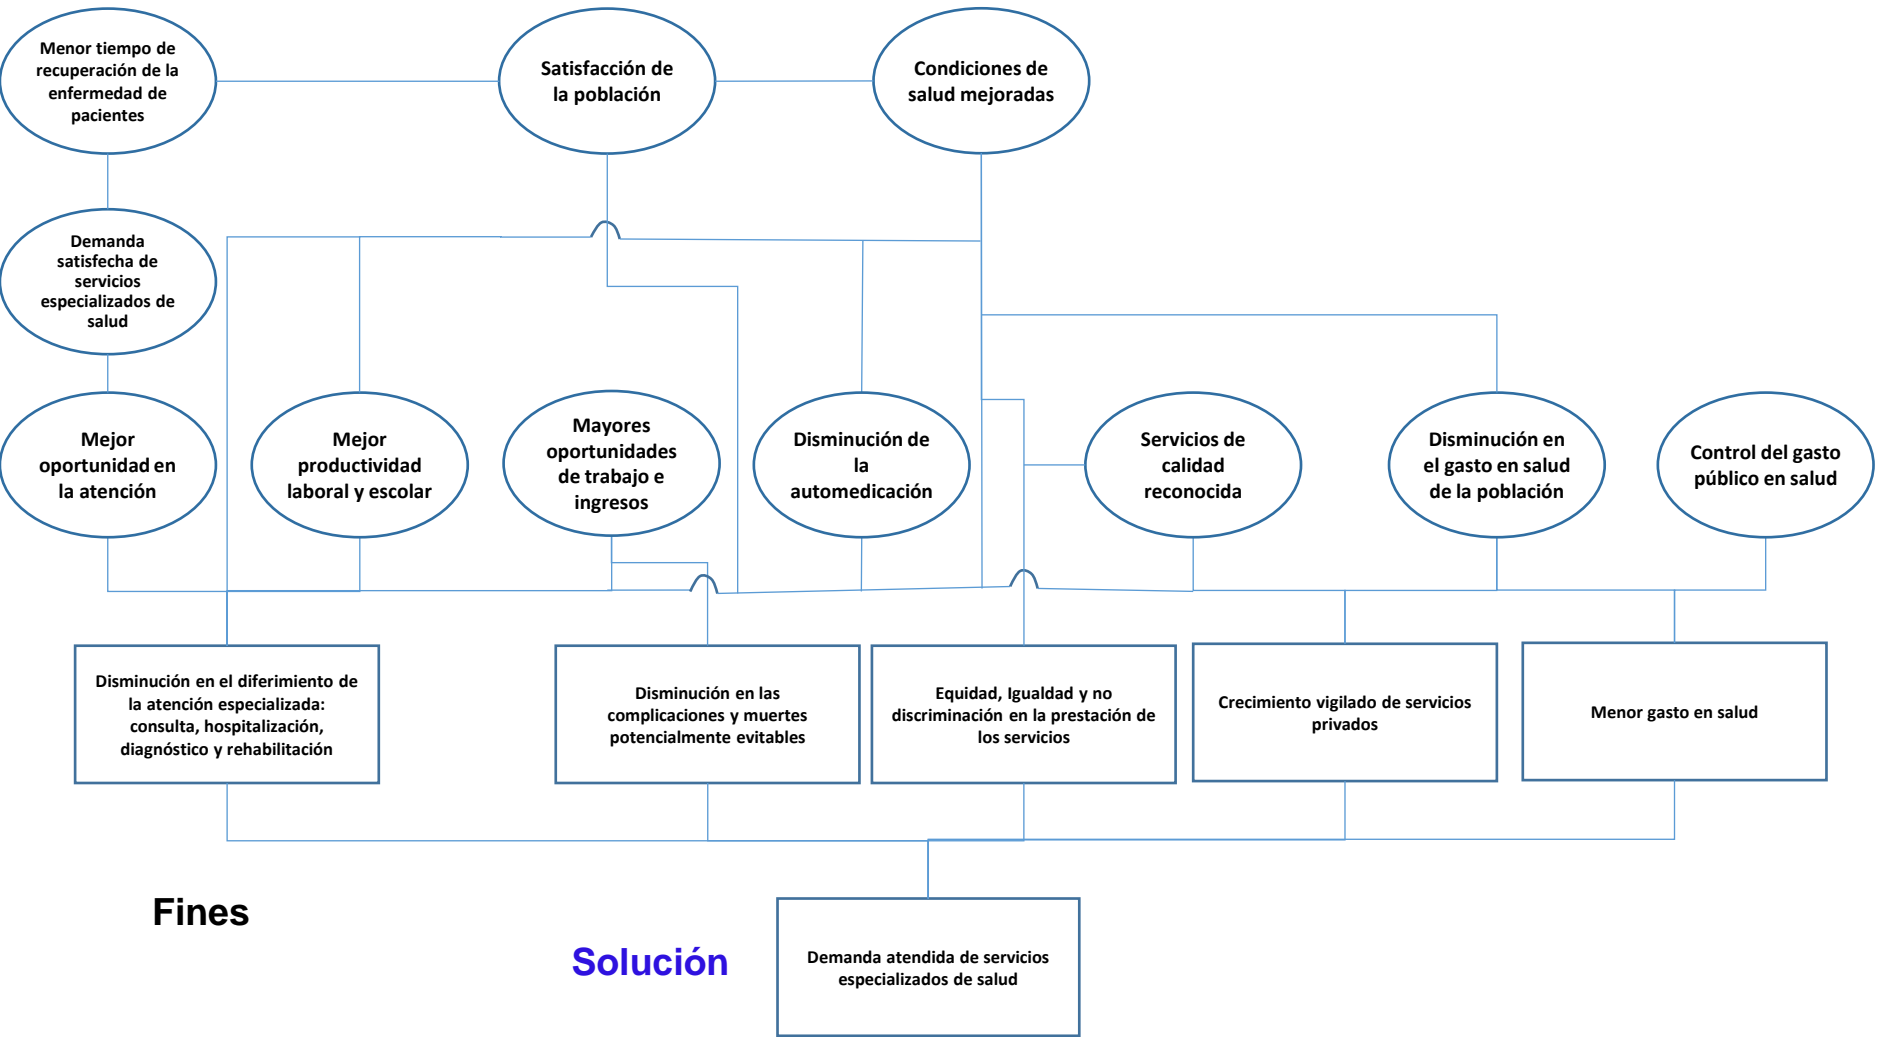 Menor tiempo de
recuperación de la
enfermedad de
pacientes
Satisfacción de
la población
Condiciones de
salud mejoradas
Demanda
satisfecha de
servicios
especializados de
salud
Mejor
oportunidad en
la atención
Mejor
productividad
laboral y escolar
Mayores
oportunidades
de trabajo e
ingresos
Disminución de
la
automedicación
Servicios de
calidad
reconocida
Disminución en
el gasto en salud
de la población
Control del gasto
público en salud
Disminución en el diferimiento de
la atención especializada:
consulta, hospitalización,
diagnóstico y rehabilitación
Disminución en las
complicaciones y muertes
potencialmente evitables
Equidad, Igualdad y no
discriminación en la prestación de
los servicios
Crecimiento vigilado de servicios
privados
Menor gasto en salud
Fines
Solución
Demanda atendida de servicios
especializados de salud